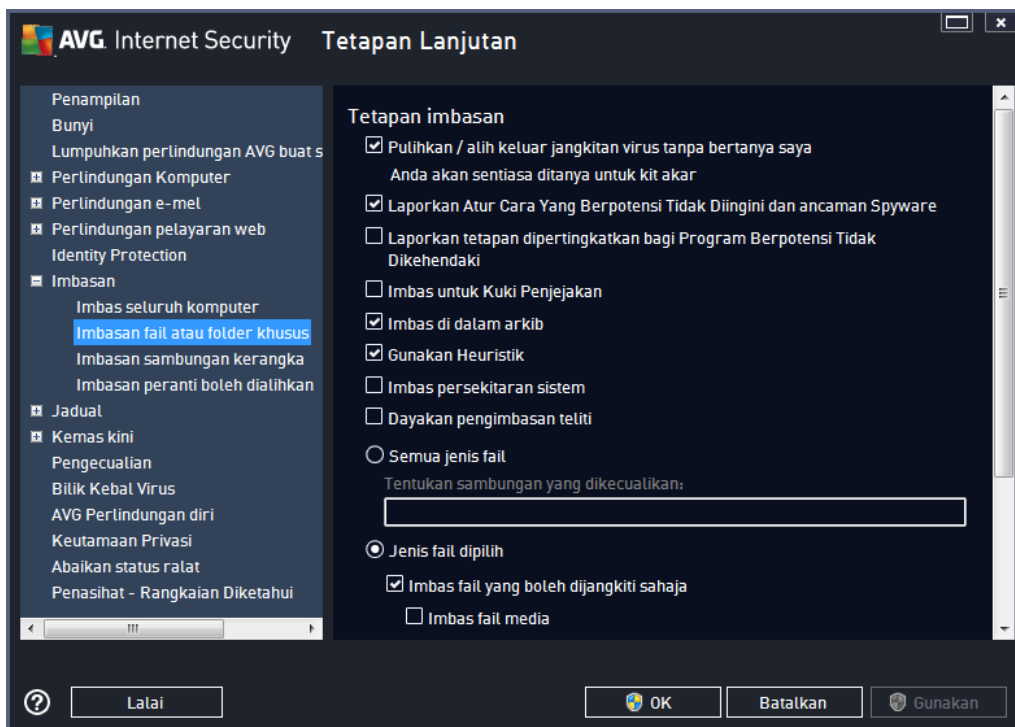 AVG Internet Security Tetapan Lanjutan
Penampilan
Bunyi
Lumpuhkan perlindungan AVG buat s
Perlindungan Komputer
Perlindungan e-mel
Perlindungan pelayaran web
Identity Protection
Imbasan
Imbas seluruh komputer
Imbasan fail atau folder khusus
Imbasan sambungan kerangka
Imbasan peranti boleh dialihkan
Jadual
Kemas kini
Pengecualian
Bilik Kebal Virus
AVG Perlindungan diri
Keutamaan Privasi
Abaikan status ralat
Penasihat - Rangkaian Diketahui
Tetapan imbasan
Pulihkan / alih keluar jangkitan virus tanpa bertanya saya
Anda akan sentiasa ditanya untuk kit akar
Laporkan Atur Cara Yang Berpotensi Tidak Diingini dan ancaman Spyware
Laporkan tetapan dipertingkatkan bagi Program Berpotensi Tidak
Dikehendaki
Imbas untuk Kuki Penjejakan
Imbas di dalam arkib
Gunakan Heuristik
Imbas persekitaran sistem
Dayakan pengimbasan teliti
Semua jenis fail
Tentukan sambungan yang dikecualikan:
Jenis fail dipilih
Imbas fail yang boleh dijangkiti sahaja
Imbas fail media
Lalai
OK
Batalkan
Gunakan